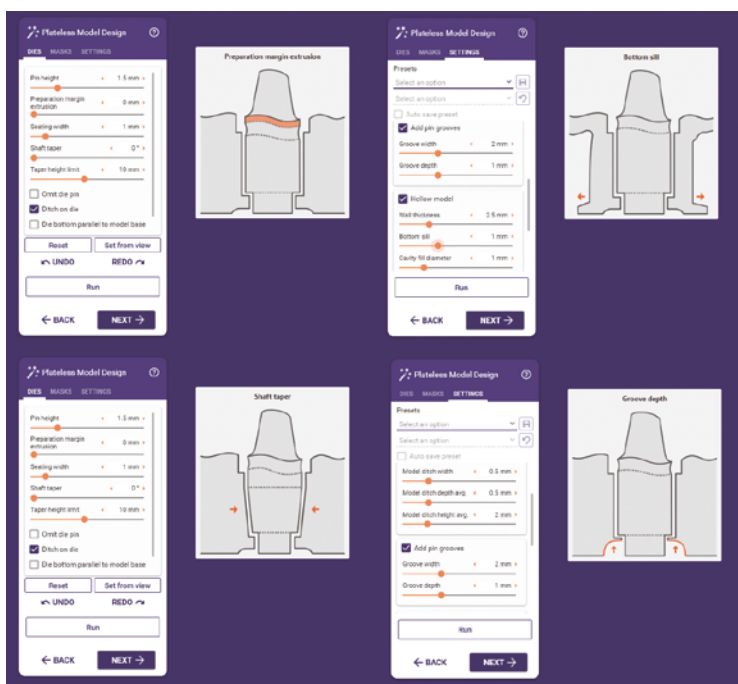 Plateless Model Design
DIES MASKS SETTINGS
Pin height 1.5 mm
Preparation margin
extrusion 0 mm
Seating width 1 mm
Shaft taper 0°
Taper height limit 10 mm
Omit die pin
Ditch on die
Die bottom parallel to model base
Reset Set from view
UNDO REDO
Run
BACK NEXT
Preparation margin extrusion
Plateless Model Design
DIES MASKS SETTINGS
Presets
Select an option
Select an option
Auto save preset
Add pin grooves
Groove width 2 mm
Groove depth 1 mm
Hollow model
Wall thickness 2.5 mm
Bottom sill 1 mm
Cavity fill diameter 1 mm
Run
BACK NEXT
Bottom sill
Plateless Model Design
DIES MASKS SETTINGS
Pin height 1.5 mm
Preparation margin
extrusion 0 mm
Seating width 1 mm
Shaft taper 0°
Taper height limit 10 mm
Omit die pin
Ditch on die
Die bottom parallel to model base
Reset Set from view
UNDO REDO
Run
BACK NEXT
Shaft taper
Plateless Model Design
DIES MASKS SETTINGS
Presets
Select an option
Select an option
Auto save preset
Model ditch width 0.5 mm
Model ditch depth avg. 0.5 mm
Model ditch height avg. 2 mm
Add pin grooves
Groove width 2 mm
Groove depth 1 mm
Run
BACK NEXT
Groove depth